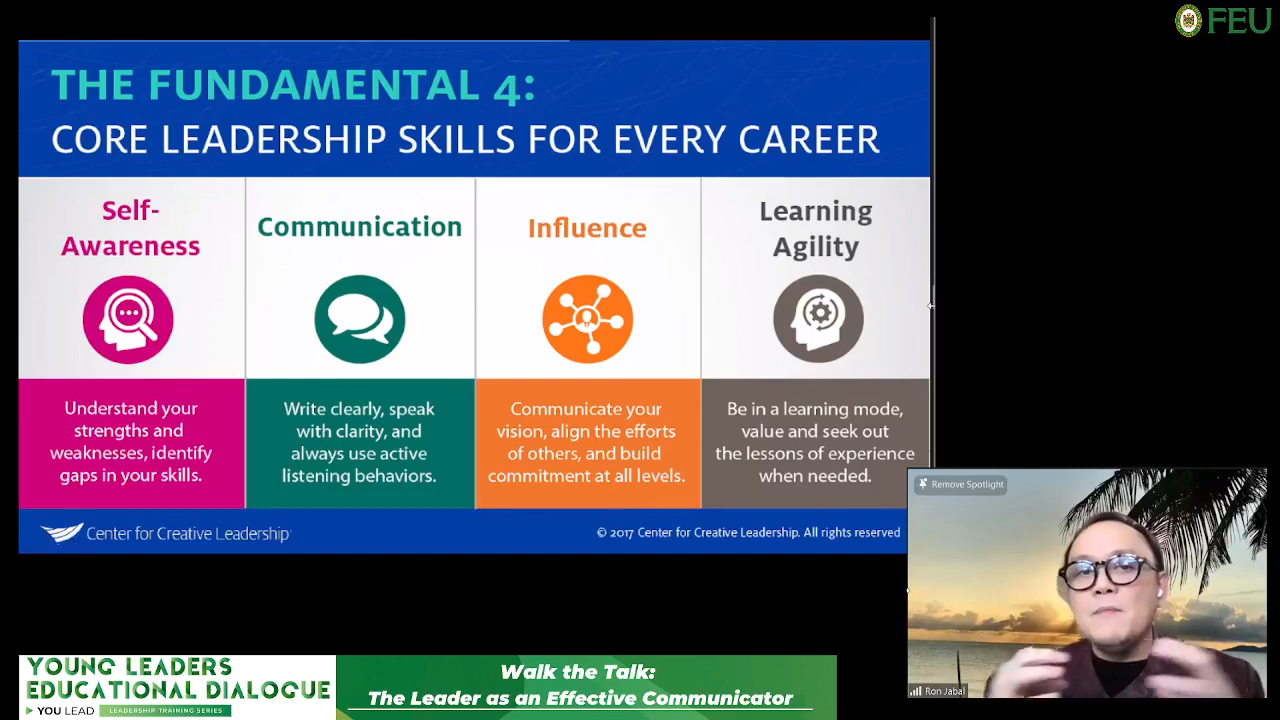 FEU
THE FUNDAMENTAL 4:
CORE LEADERSHIP SKILLS FOR EVERY CAREER
Self-
Awareness
Understand your
strengths and
weaknesses, identify
gaps in your skills.
Communication
Write clearly, speak
with clarity, and
always use active
listening behaviors.
Influence
Communicate your
vision, align the efforts
of others, and build
commitment at all levels.
Learning
Agility
Be in a learning mode,
value and seek out
the lessons of experience
when needed.
Center for Creative Leadership
© 2017 Center for Creative Leadership. All rights reserved
Remove Spotlight
Ron Jabal
YOUNG LEADERS
EDUCATIONAL DIALOGUE
YOU LEAD LEADERSHIP TRAINING SERIES
Walk the Talk:
The Leader as an Effective Communicator